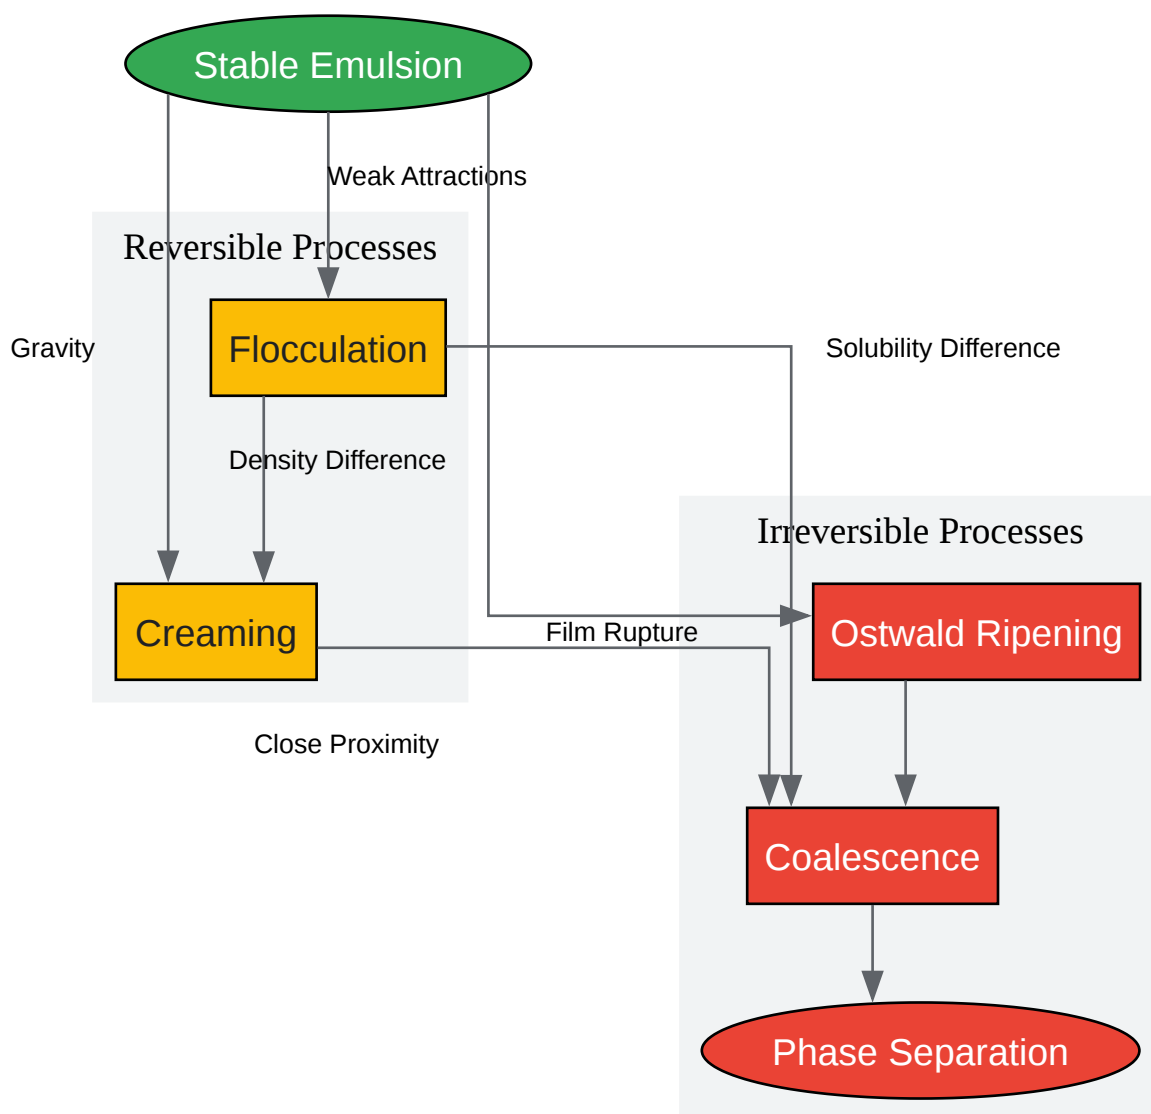 Stable Emulsion
Weak Attractions
Reversible Processes
Gravity
Flocculation
Solubility Difference
Density Difference
Irreversible Processes
Creaming
Film Rupture
Ostwald Ripening
Close Proximity
Coalescence
Phase Separation